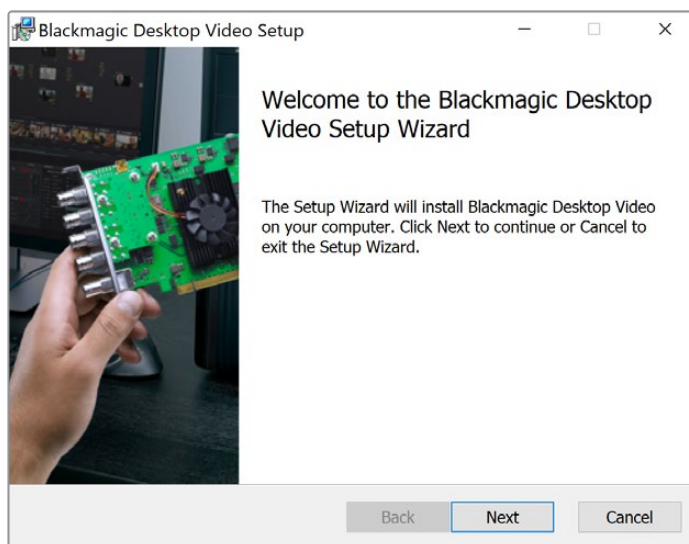 Blackmagic Desktop Video Setup
Welcome to the Blackmagic Desktop
Video Setup Wizard
The Setup Wizard will install Blackmagic Desktop Video
on your computer. Click Next to continue or Cancel to
exit the Setup Wizard.
Back
Next
Cancel